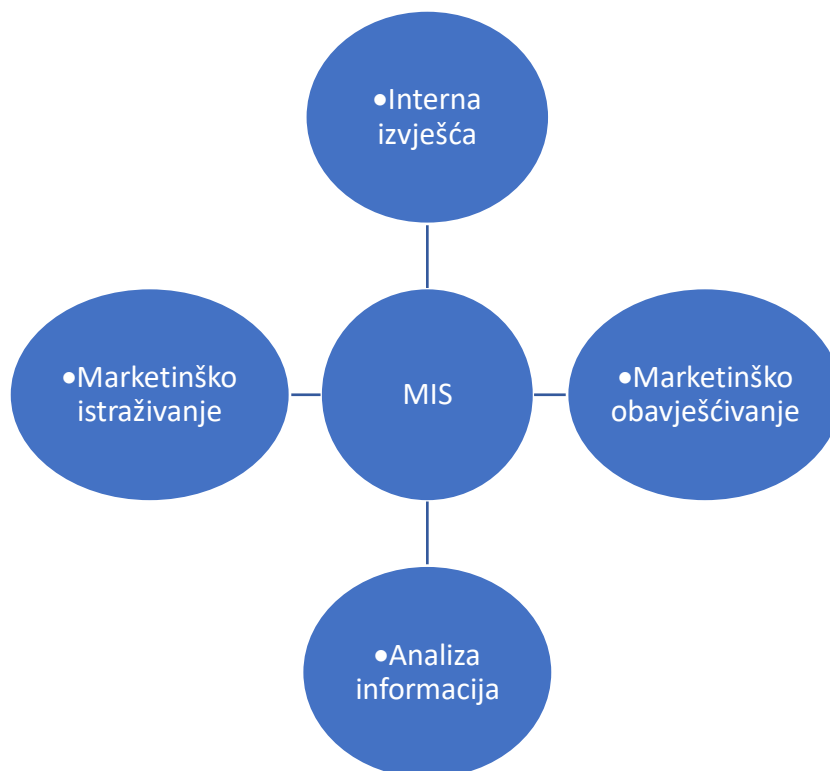 •Interna
izvješća
•Marketinško
istraživanje
MIS
•Marketinško
obavješćivanje
•Analiza
informacija